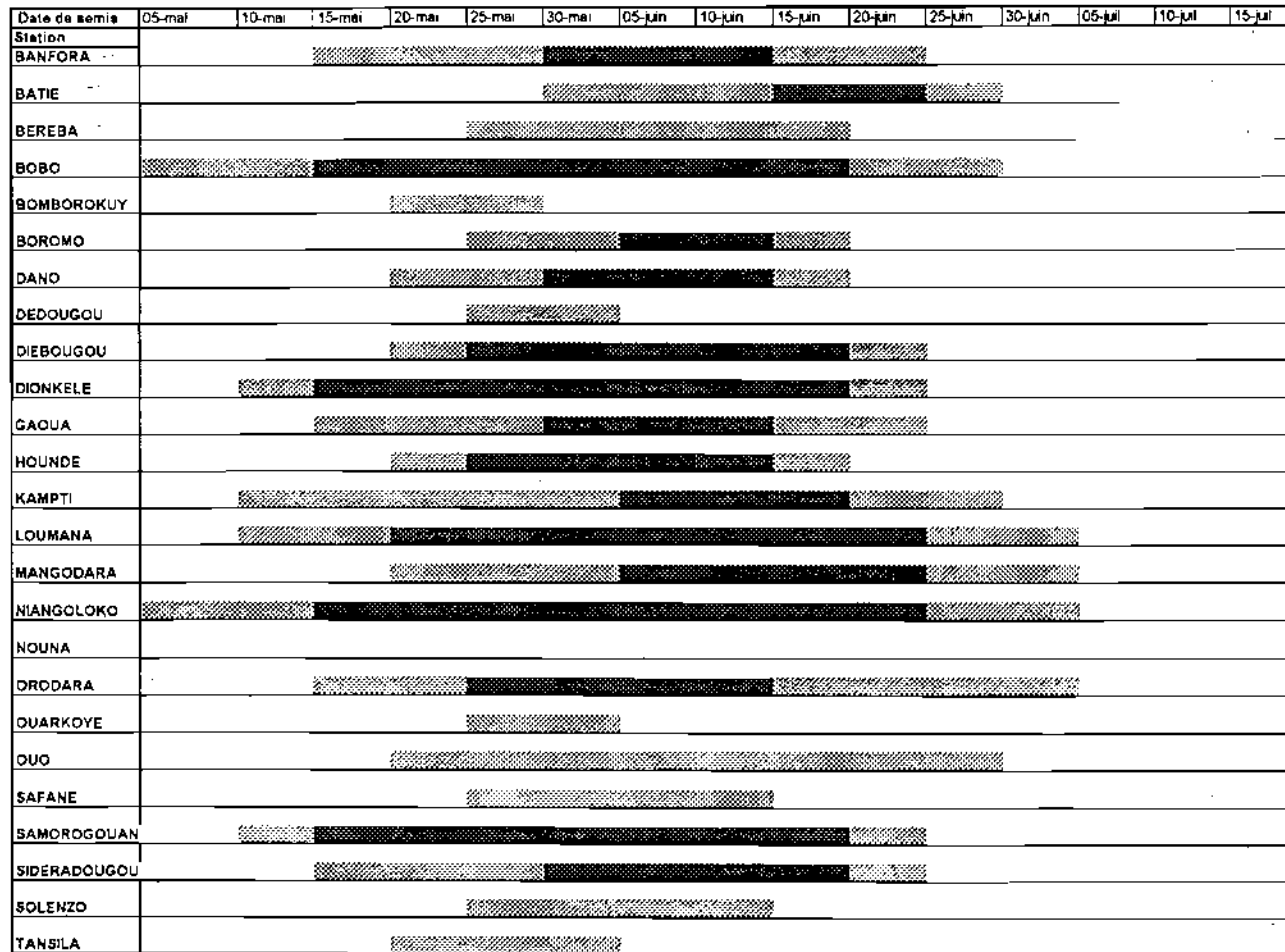 Date de semis 05-mai 10-mai 15-mai 20-mai 25-mai 30-mai 05-juin 10-juin 15-juin 20-juin 25-juin 30-juin 05-juil 10-juil 15-juil
Station
BANFORA
BATIE
BEREBA
BOBO
BOMBOROKUY
BOROMO
DANO
DEDOUGOU
DIEBOUGOU
DIONKELE
GAOUA
HOUNDE
KAMPTI
LOUMANA
MANGODARA
NIANGOLOKO
NOUNA
ORODARA
OUARKOYE
OUO
SAFANE
SAMOROGOUAN
SIDERADOUGOU
SOLENZO
TANSILA